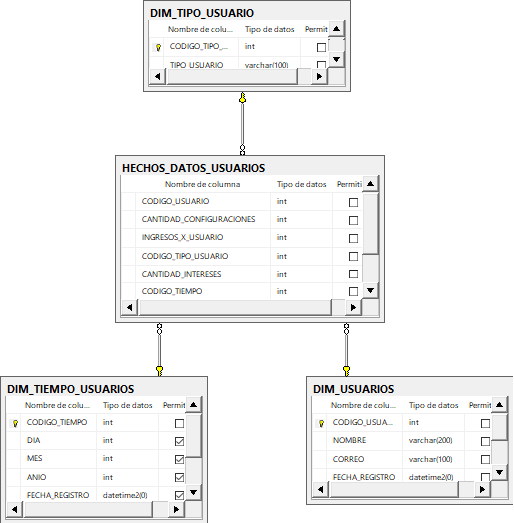 DIM_TIPO_USUARIO
Nombre de colu... Tipo de datos Permit
CODIGO_TIPO_... int
TIPO_USUARIO varchar(100)
HECHOS_DATOS_USUARIOS
Nombre de columna Tipo de datos Permiti
CODIGO_USUARIO int
CANTIDAD_CONFIGURACIONES int
INGRESOS_X_USUARIO int
CODIGO_TIPO_USUARIO int
CANTIDAD_INTERESES int
CODIGO_TIEMPO int
DIM_TIEMPO_USUARIOS
Nombre de colu... Tipo de datos Permit
CODIGO_TIEMPO int
DIA int
MES int
ANIO int
FECHA_REGISTRO datetime2(0)
DIM_USUARIOS
Nombre de colu... Tipo de datos Permit
CODIGO_USUA... int
NOMBRE varchar(200)
CORREO varchar(100)
FECHA_REGISTRO datetime2(0)